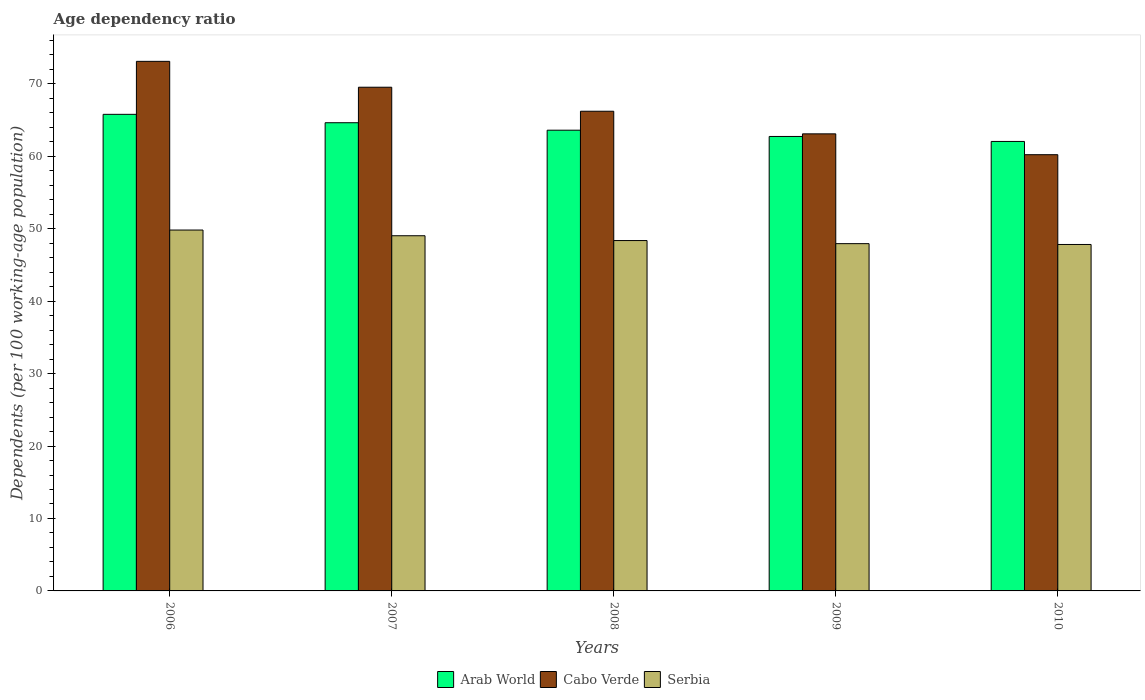 Age dependency ratio
Dependents (per 100 working-age population)
70
60
50
40
30
20
10
0
2006
2007
2008
2009
2010
Years
Arab World
Cabo Verde
Serbia